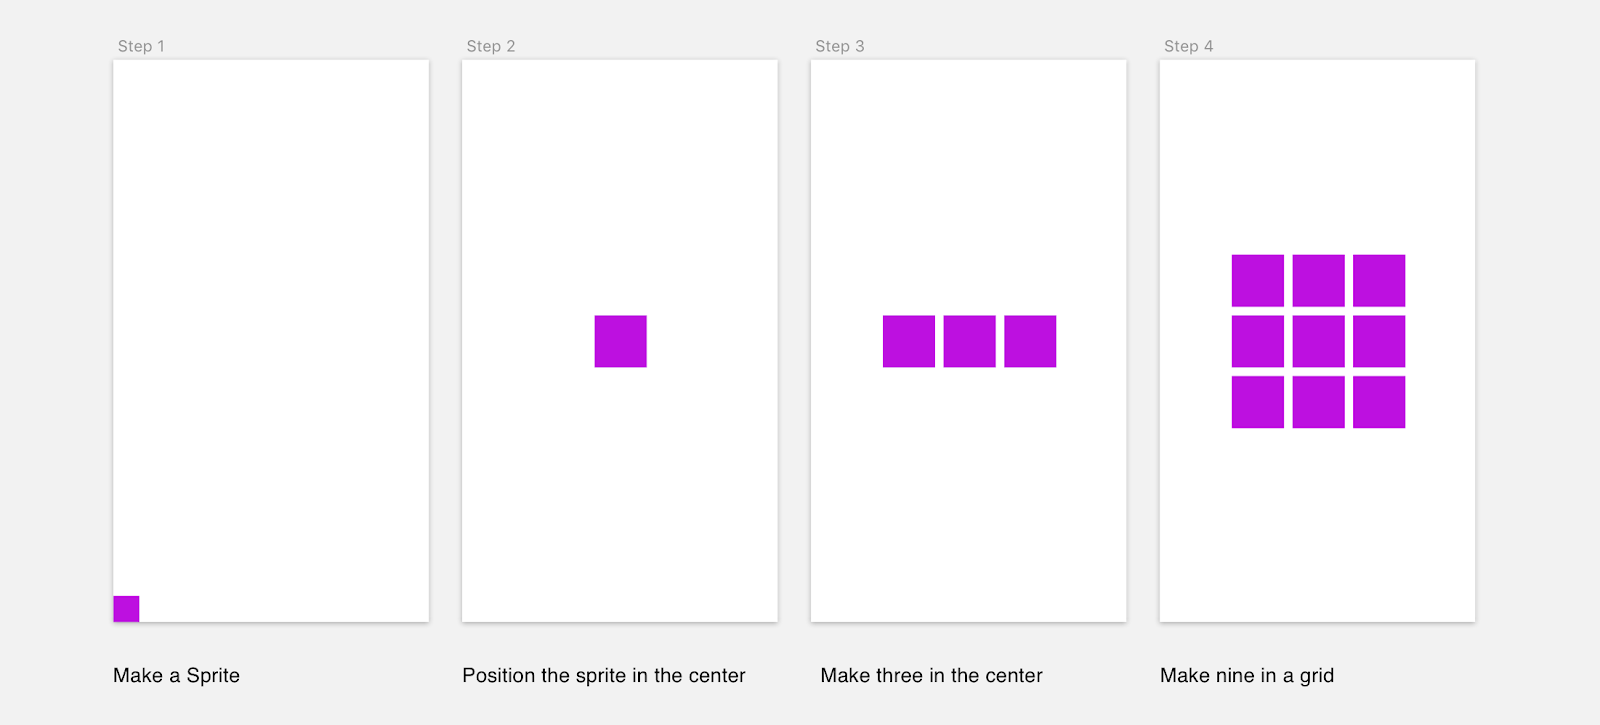 Step 1
Step 2
Step 3
Step 4
Make a Sprite
Position the sprite in the center
Make three in the center
Make nine in a grid